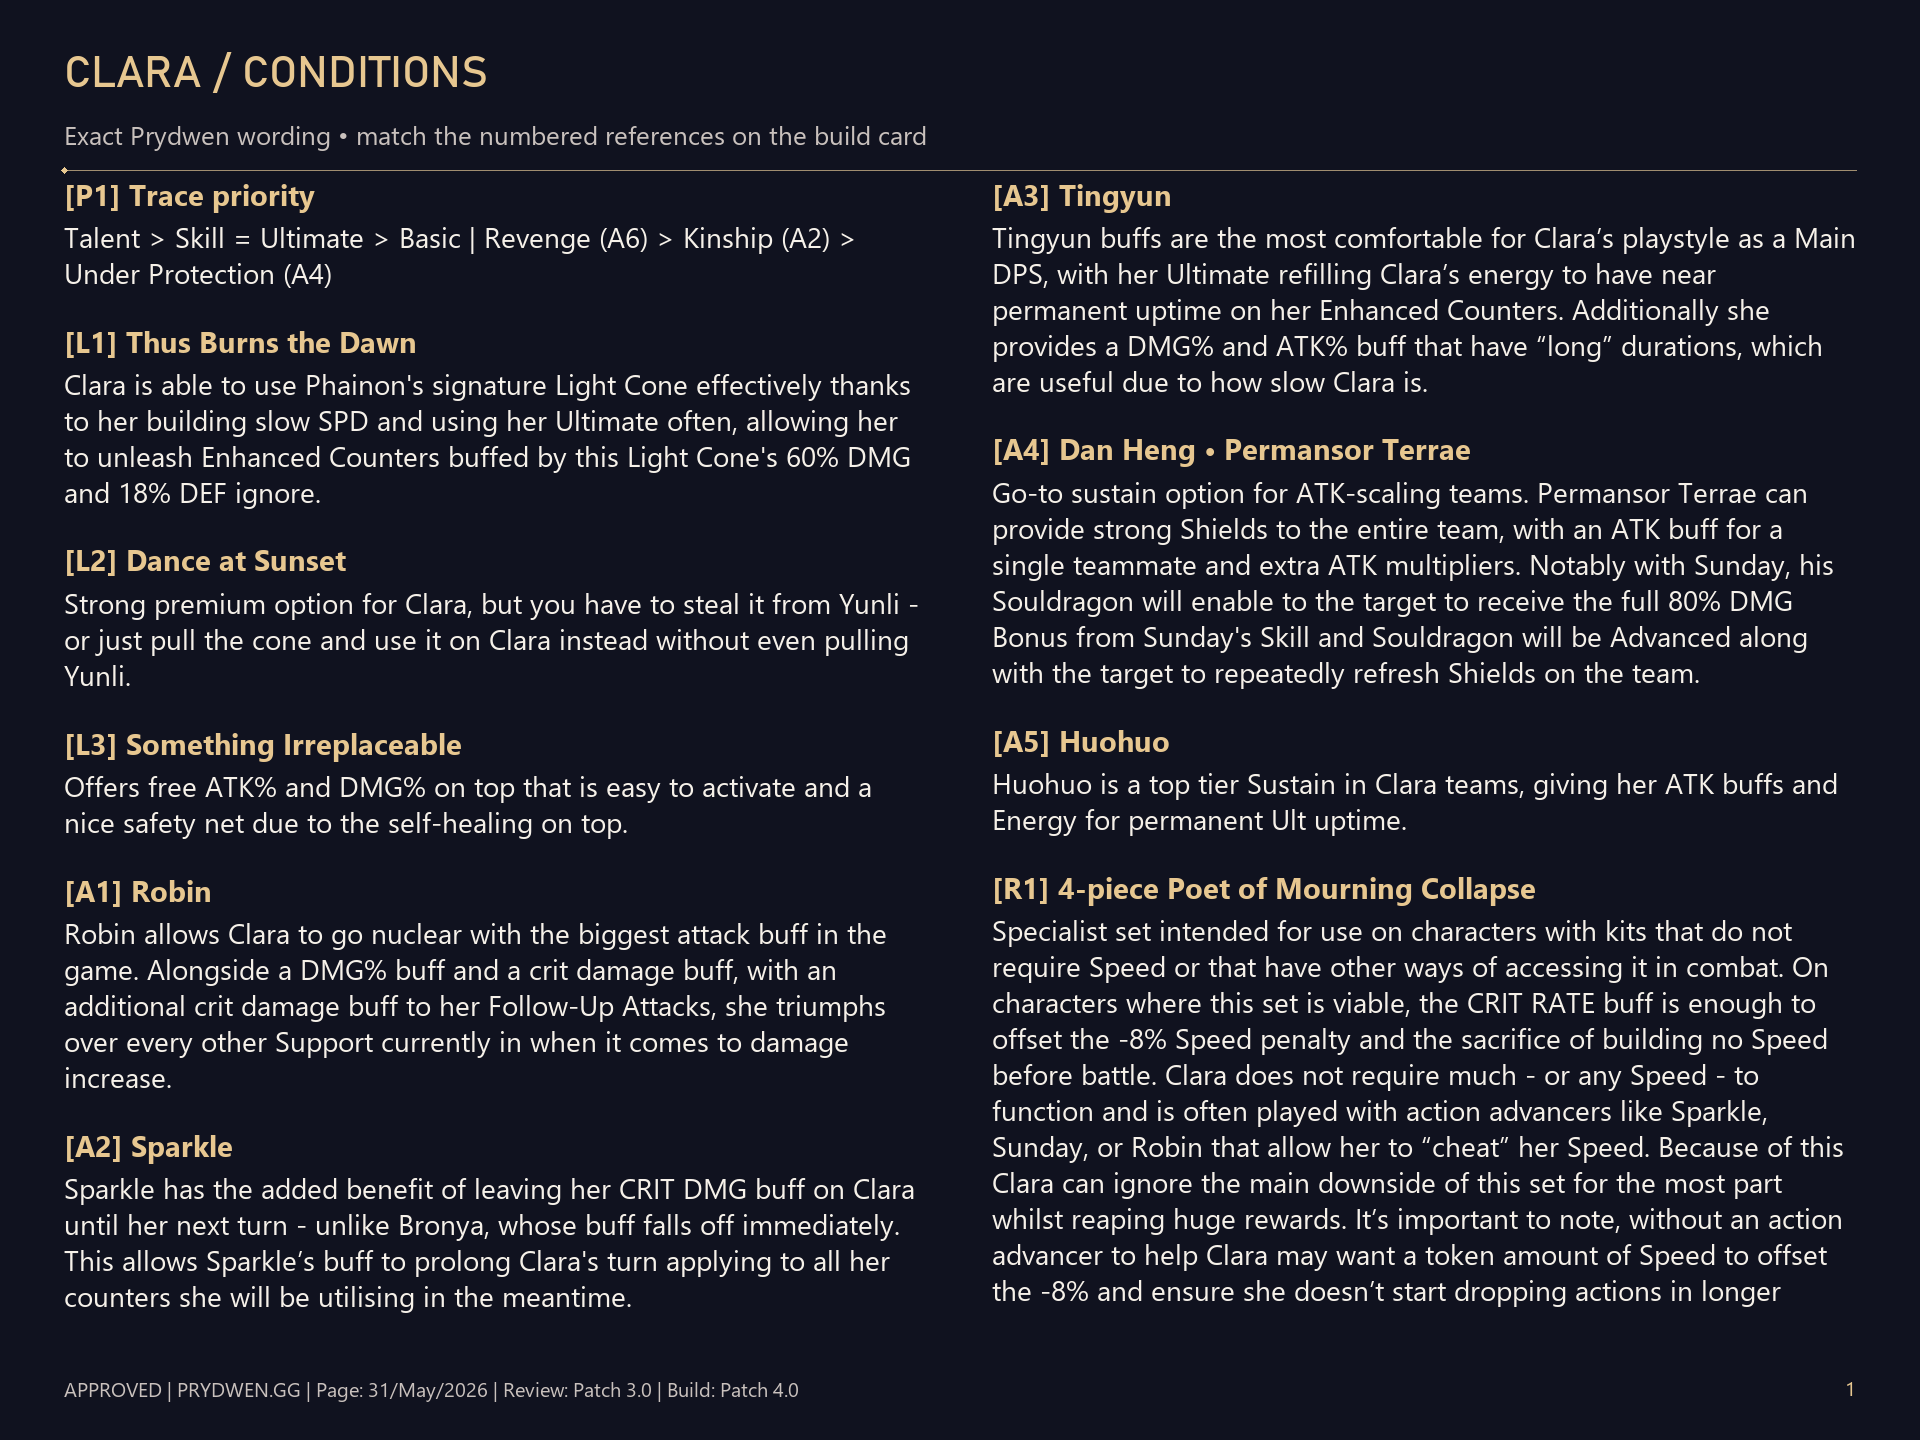 CLARA / CONDITIONS
Exact Prydwen wording • match the numbered references on the build card
[P1] Trace priority
Talent > Skill = Ultimate > Basic | Revenge (A6) > Kinship (A2) >
Under Protection (A4)
[L1] Thus Burns the Dawn
Clara is able to use Phainon's signature Light Cone effectively thanks
to her building slow SPD and using her Ultimate often, allowing her
to unleash Enhanced Counters buffed by this Light Cone's 60% DMG
and 18% DEF ignore.
[L2] Dance at Sunset
Strong premium option for Clara, but you have to steal it from Yunli -
or just pull the cone and use it on Clara instead without even pulling
Yunli.
[L3] Something Irreplaceable
Offers free ATK% and DMG% on top that is easy to activate and a
nice safety net due to the self-healing on top.
[A1] Robin
Robin allows Clara to go nuclear with the biggest attack buff in the
game. Alongside a DMG% buff and a crit damage buff, with an
additional crit damage buff to her Follow-Up Attacks, she triumphs
over every other Support currently in when it comes to damage
increase.
[A2] Sparkle
Sparkle has the added benefit of leaving her CRIT DMG buff on Clara
until her next turn - unlike Bronya, whose buff falls off immediately.
This allows Sparkle’s buff to prolong Clara's turn applying to all her
counters she will be utilising in the meantime.
[A3] Tingyun
Tingyun buffs are the most comfortable for Clara’s playstyle as a Main
DPS, with her Ultimate refilling Clara’s energy to have near
permanent uptime on her Enhanced Counters. Additionally she
provides a DMG% and ATK% buff that have “long” durations, which
are useful due to how slow Clara is.
[A4] Dan Heng • Permansor Terrae
Go-to sustain option for ATK-scaling teams. Permansor Terrae can
provide strong Shields to the entire team, with an ATK buff for a
single teammate and extra ATK multipliers. Notably with Sunday, his
Souldragon will enable to the target to receive the full 80% DMG
Bonus from Sunday's Skill and Souldragon will be Advanced along
with the target to repeatedly refresh Shields on the team.
[A5] Huohuo
Huohuo is a top tier Sustain in Clara teams, giving her ATK buffs and
Energy for permanent Ult uptime.
[R1] 4-piece Poet of Mourning Collapse
Specialist set intended for use on characters with kits that do not
require Speed or that have other ways of accessing it in combat. On
characters where this set is viable, the CRIT RATE buff is enough to
offset the -8% Speed penalty and the sacrifice of building no Speed
before battle. Clara does not require much - or any Speed - to
function and is often played with action advancers like Sparkle,
Sunday, or Robin that allow her to “cheat” her Speed. Because of this
Clara can ignore the main downside of this set for the most part
whilst reaping huge rewards. It’s important to note, without an action
advancer to help Clara may want a token amount of Speed to offset
the -8% and ensure she doesn’t start dropping actions in longer
APPROVED | PRYDWEN.GG | Page: 31/May/2026 | Review: Patch 3.0 | Build: Patch 4.0
1